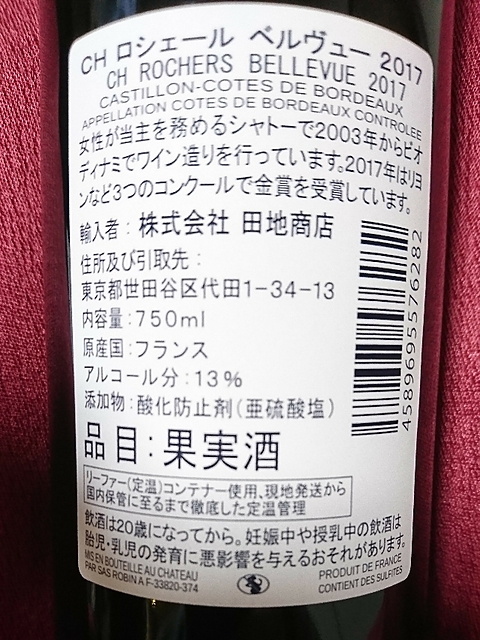 CH ロシェール ベルヴュー 2017
CH ROCHERS BELLEVUE 2017
CASTILLON-COTES DE BORDEAUX
APPELLATION COTES DE BORDEAUX CONTROLEE
女性が当主を務めるシャトーで2003年からビオ
ディナミでワイン造りを行っています。2017年はリヨ
ンなど3つのコンクールで金賞を受賞しています。
輸入者：株式会社 田地商店
住所及び引取先：
東京都世田谷区代田1-34-13
内容量：750ml
原産国：フランス
アルコール分：13%
添加物：酸化防止剤（亜硫酸塩）
4589695576282
品目：果実酒
リーファー（定温）コンテナー使用、現地発送から
国内保管に至るまで徹底した定温管理
飲酒は20歳になってから。妊娠中や授乳中の飲酒は
胎児・乳児の発育に悪影響を与えるおそれがあります。
MIS EN BOUTEILLE AU CHATEAU
PAR SAS ROBIN A F-33820-374
PRODUIT DE FRANCE
CONTIENT DES SULFITES